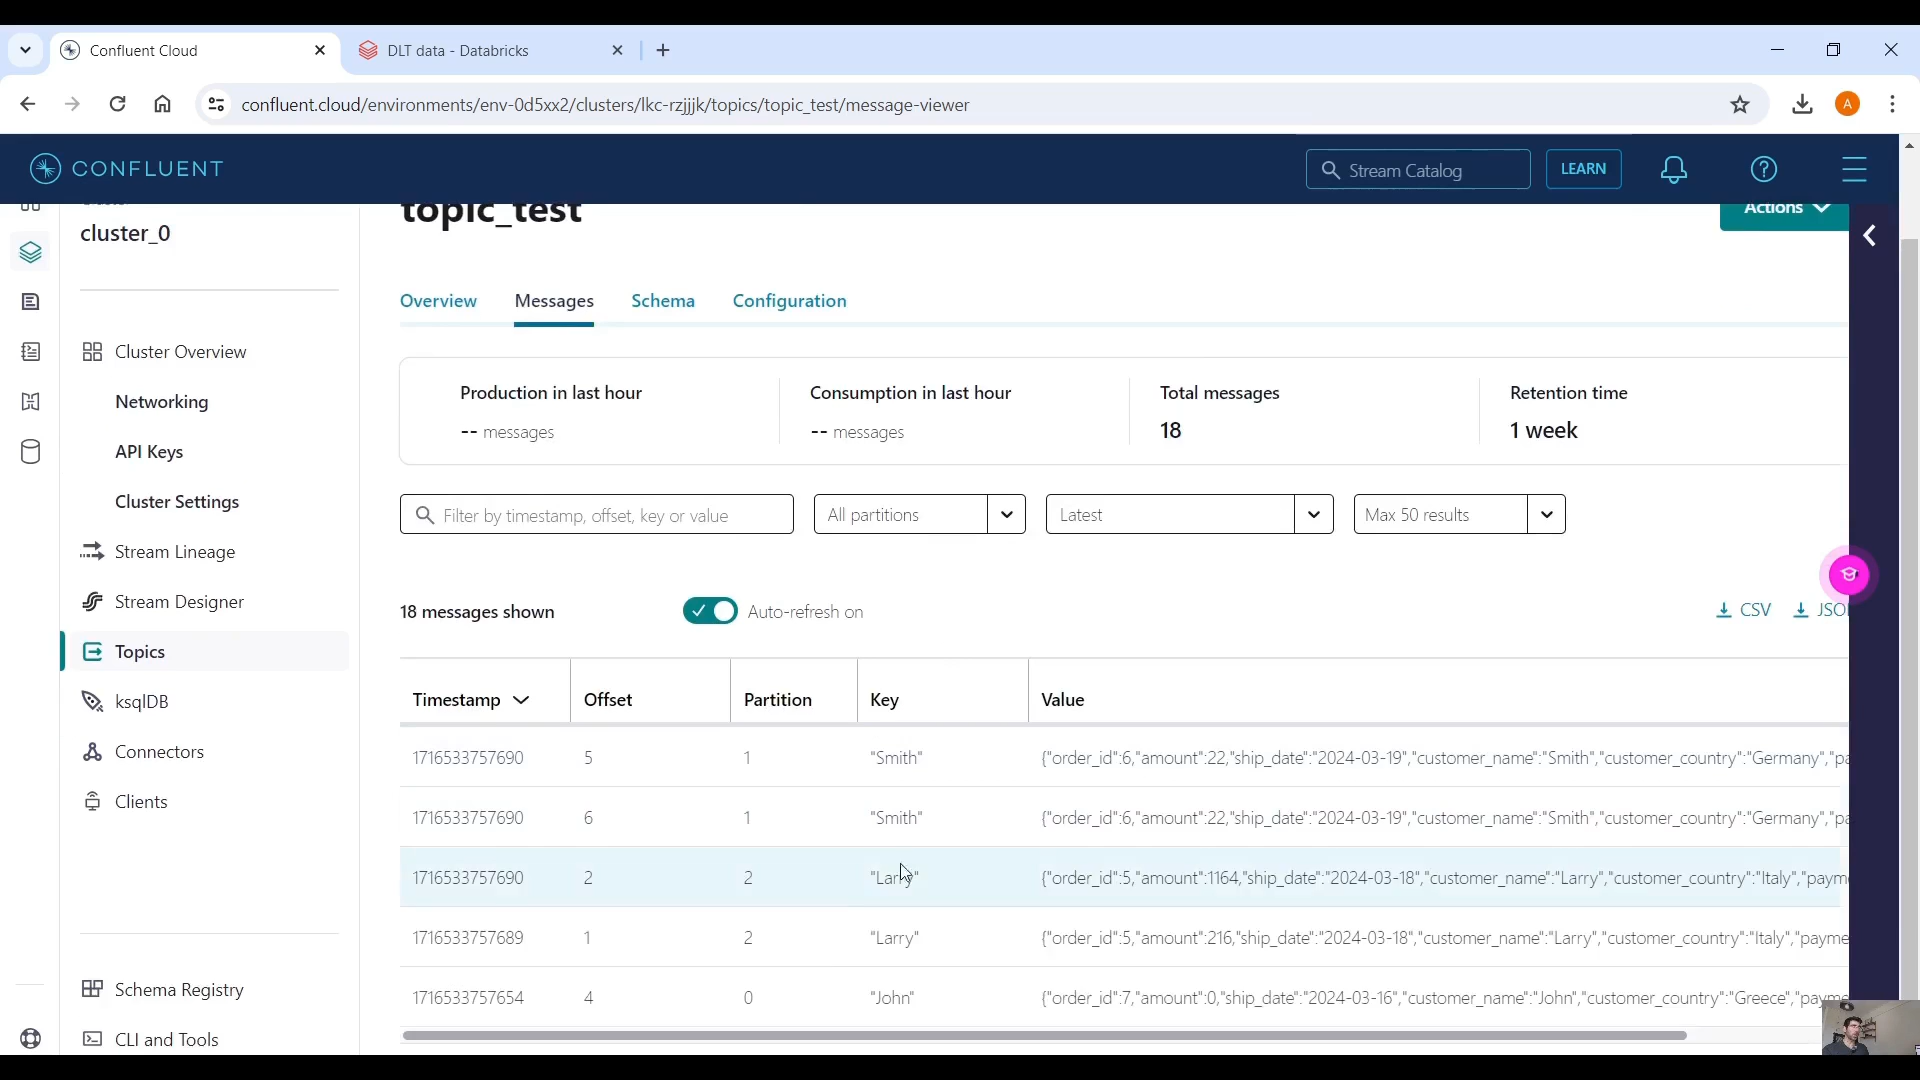 Confluent Cloud
DLT data - Databricks
confluent.cloud/environments/env-0d5xx2/clusters/lkc-rzjjjk/topics/topic_test/message-viewer
A
CONFLUENT
Stream Catalog
LEARN
cluster_0
topic_test
Actions
Overview
Messages
Schema
Configuration
Cluster Overview
Networking
API Keys
Cluster Settings
Stream Lineage
Stream Designer
Topics
ksqlDB
Connectors
Clients
Schema Registry
CLI and Tools
Production in last hour
-- messages
Consumption in last hour
-- messages
Total messages
18
Retention time
1 week
Filter by timestamp, offset, key or value
All partitions
Latest
Max 50 results
18 messages shown
Auto-refresh on
CSV
JSO
Timestamp Offset Partition Key Value
1716533757690 5 1 "Smith" {"order_id":6,"amount":22,"ship_date":"2024-03-19","customer_name":"Smith","customer_country":"Germany","pa
1716533757690 6 1 "Smith" {"order_id":6,"amount":22,"ship_date":"2024-03-19","customer_name":"Smith","customer_country":"Germany","pa
1716533757690 2 2 "Larry" {"order_id":5,"amount":1164,"ship_date":"2024-03-18","customer_name":"Larry","customer_country":"Italy","paym
1716533757689 1 2 "Larry" {"order_id":5,"amount":216,"ship_date":"2024-03-18","customer_name":"Larry","customer_country":"Italy","payme
1716533757654 4 0 "John" {"order_id":7,"amount":0,"ship_date":"2024-03-16","customer_name":"John","customer_country":"Greece","payme